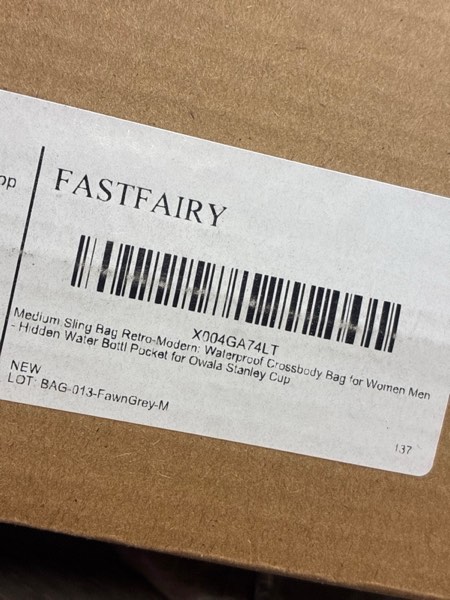 op
FASTFAIRY
X004GA74LT
Medium Sling Bag Retro-Modern: Waterproof Crossbody Bag for Women Men
- Hidden Water Bottl Pocket for Owala Stanley Cup
NEW
LOT: BAG-013-FawnGrey-M
137